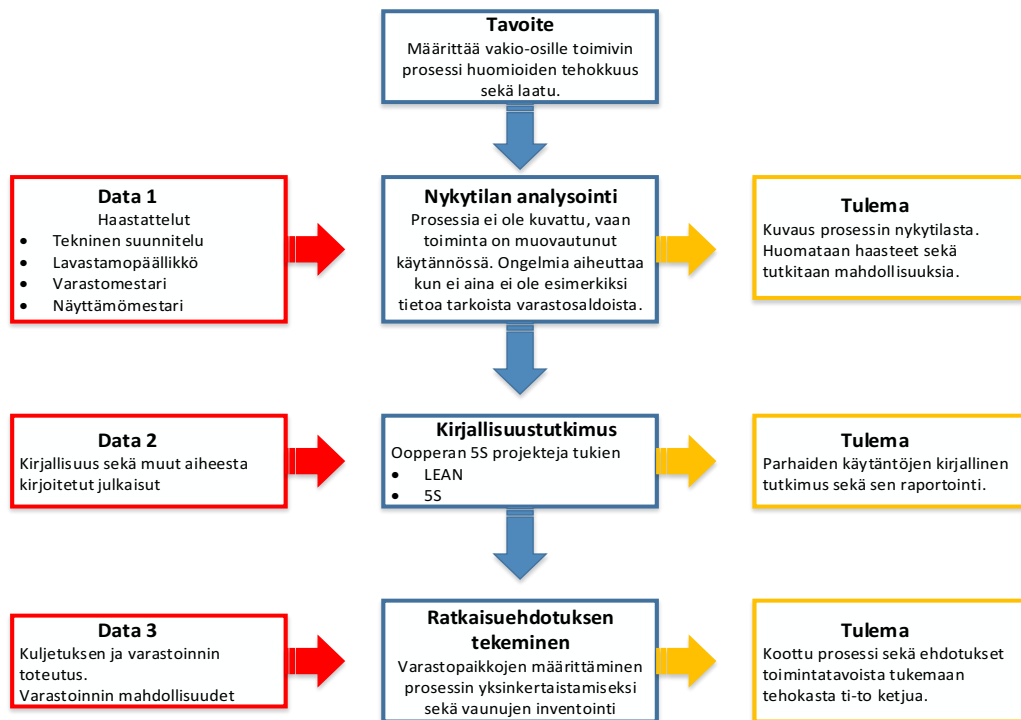 Tavoite
Määrittää vakio-osille toimivin
prosessi huomioiden tehokkuus
sekä laatu.
Data 1
Haastattelut
• Tekninen suunnitelu
• Lavastamopäällikkö
• Varastomestari
• Näyttämömestari
Nykytilan analysointi
Prosessia ei ole kuvattu, vaan
toiminta on muovautunut
käytännössä. Ongelmia aiheuttaa
kun ei aina ei ole esimerkiksi
tietoa tarkoista varastosaldoista.
Tulema
Kuvaus prosessin nykytilasta.
Huomataan haasteet sekä
tutkitaan mahdollisuuksia.
Data 2
Kirjallisuus sekä muut aiheesta
kirjoitetut julkaisut
Kirjallisuustutkimus
Oopperan 5S projekteja tukien
• LEAN
• 5S
Tulema
Parhaiden käytäntöjen kirjallinen
tutkimus sekä sen raportointi.
Data 3
Kuljetuksen ja varastoinnin
toteutus.
Varastoinnin mahdollisuudet
Ratkaisuehdotuksen
tekeminen
Varastopaikkojen määrittäminen
prosessin yksinkertaistamiseksi
sekä vaunujen inventointi
Tulema
Koottu prosessi sekä ehdotukset
toimintatavoista tukemaan
tehokasta ti-to ketjua.